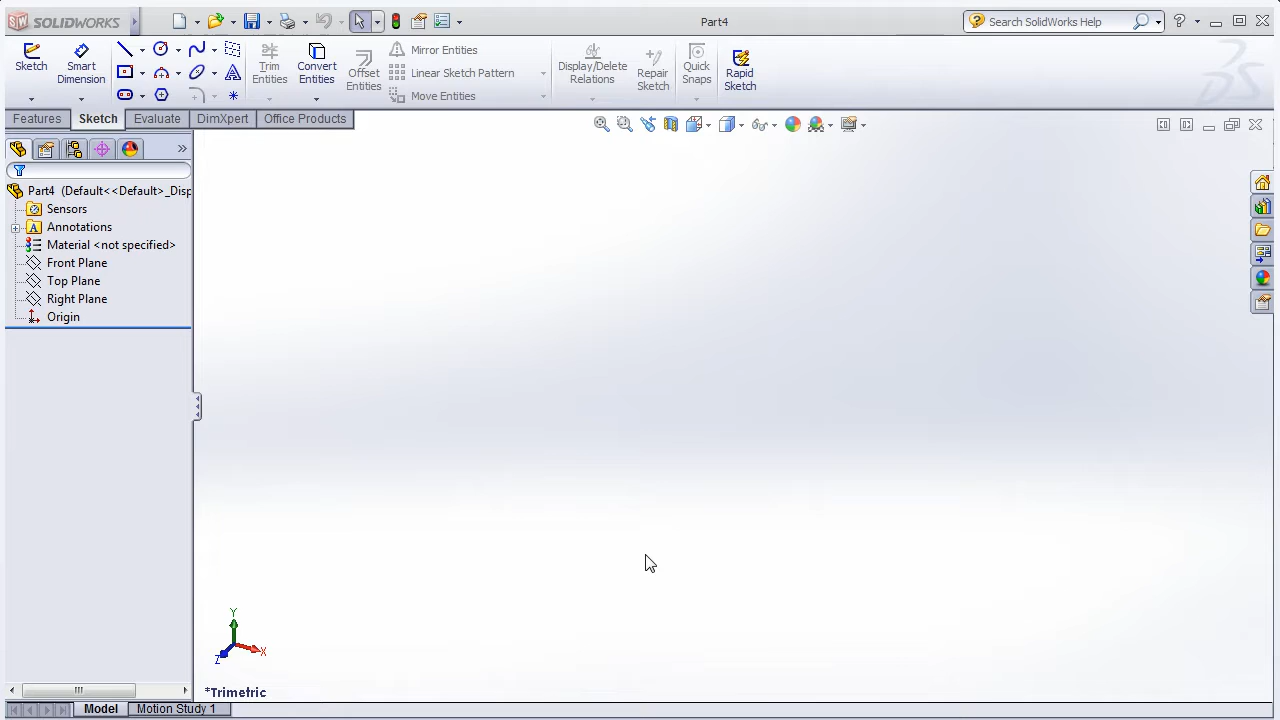 SOLIDWORKS
Part4
Search SolidWorks Help
Sketch
Smart Dimension
Trim Entities
Convert Entities
Offset Entities
Mirror Entities
Linear Sketch Pattern
Move Entities
Display/Delete Relations
Repair Sketch
Quick Snaps
Rapid Sketch
Features
Sketch
Evaluate
DimXpert
Office Products
Part4 (Default<<Default>_Disp
Sensors
Annotations
Material <not specified>
Front Plane
Top Plane
Right Plane
Origin
Y
X
Z
*Trimetric
Model
Motion Study 1